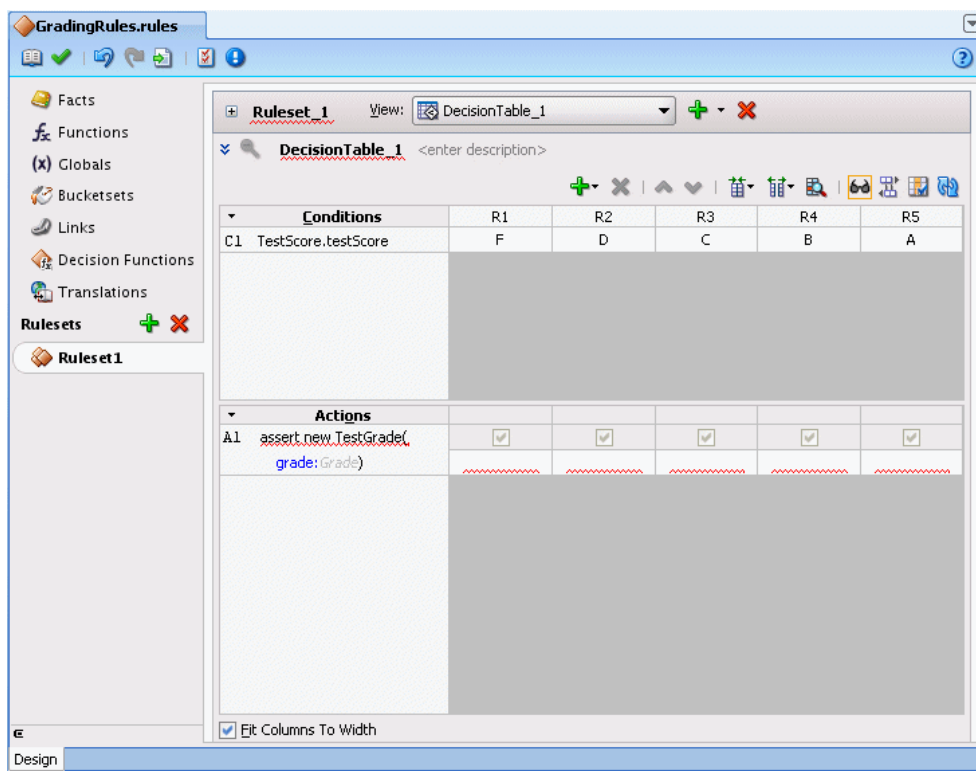 GradingRules.rules
Facts
fx Functions
(x) Globals
Bucketsets
Links
Decision Functions
Translations
Rulesets
Ruleset1
Ruleset_1 View: DecisionTable_1
DecisionTable_1 <enter description>
Conditions R1 R2 R3 R4 R5
C1 TestScore.testScore F D C B A
Actions
A1 assert new TestGrade(
grade:Grade)
Fit Columns To Width
Design